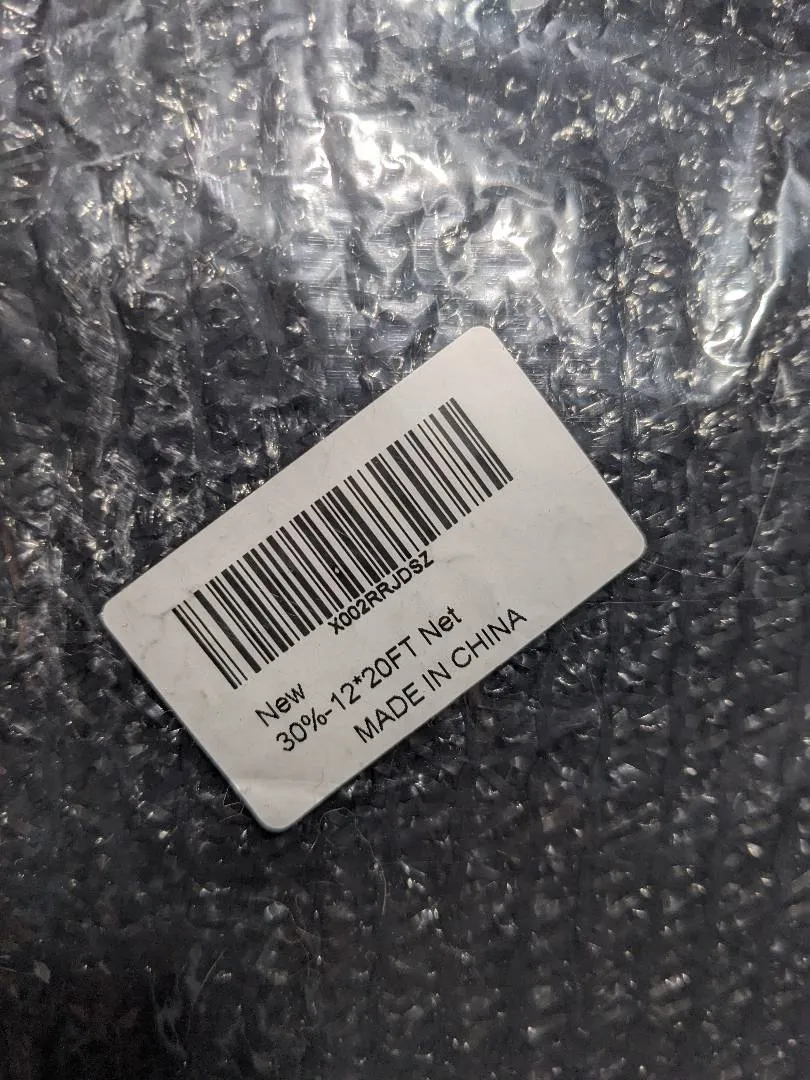 X002RRJDSZ
New
30%-12*20FT Net
MADE IN CHINA